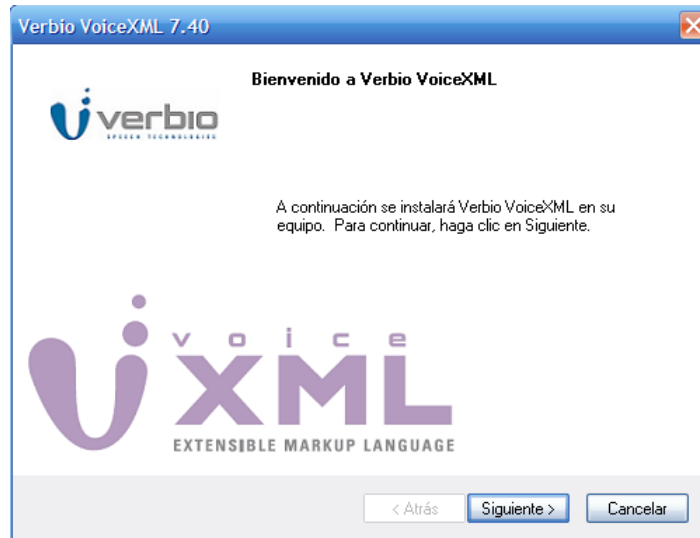 Verbio VoiceXML 7.40
Bienvenido a Verbio VoiceXML
verbio
SPEECH TECHNOLOGIES
A continuación se instalará Verbio VoiceXML en su
equipo. Para continuar, haga clic en Siguiente.
voice
XML
EXTENSIBLE MARKUP LANGUAGE
< Atrás
Siguiente >
Cancelar